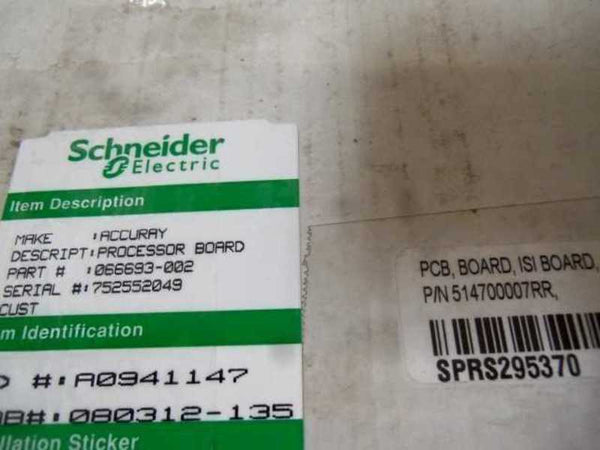 Schneider
Electric
Item Description
MAKE :ACCURAY
DESCRIPT:PROCESSOR BOARD
PART # :066693-002
SERIAL #:752552049
CUST
m Identification
D #:A0941147
AB#:080312-135
llation Sticker
PCB, BOARD, ISI BOARD,
P/N 514700007RR,
SPRS295370